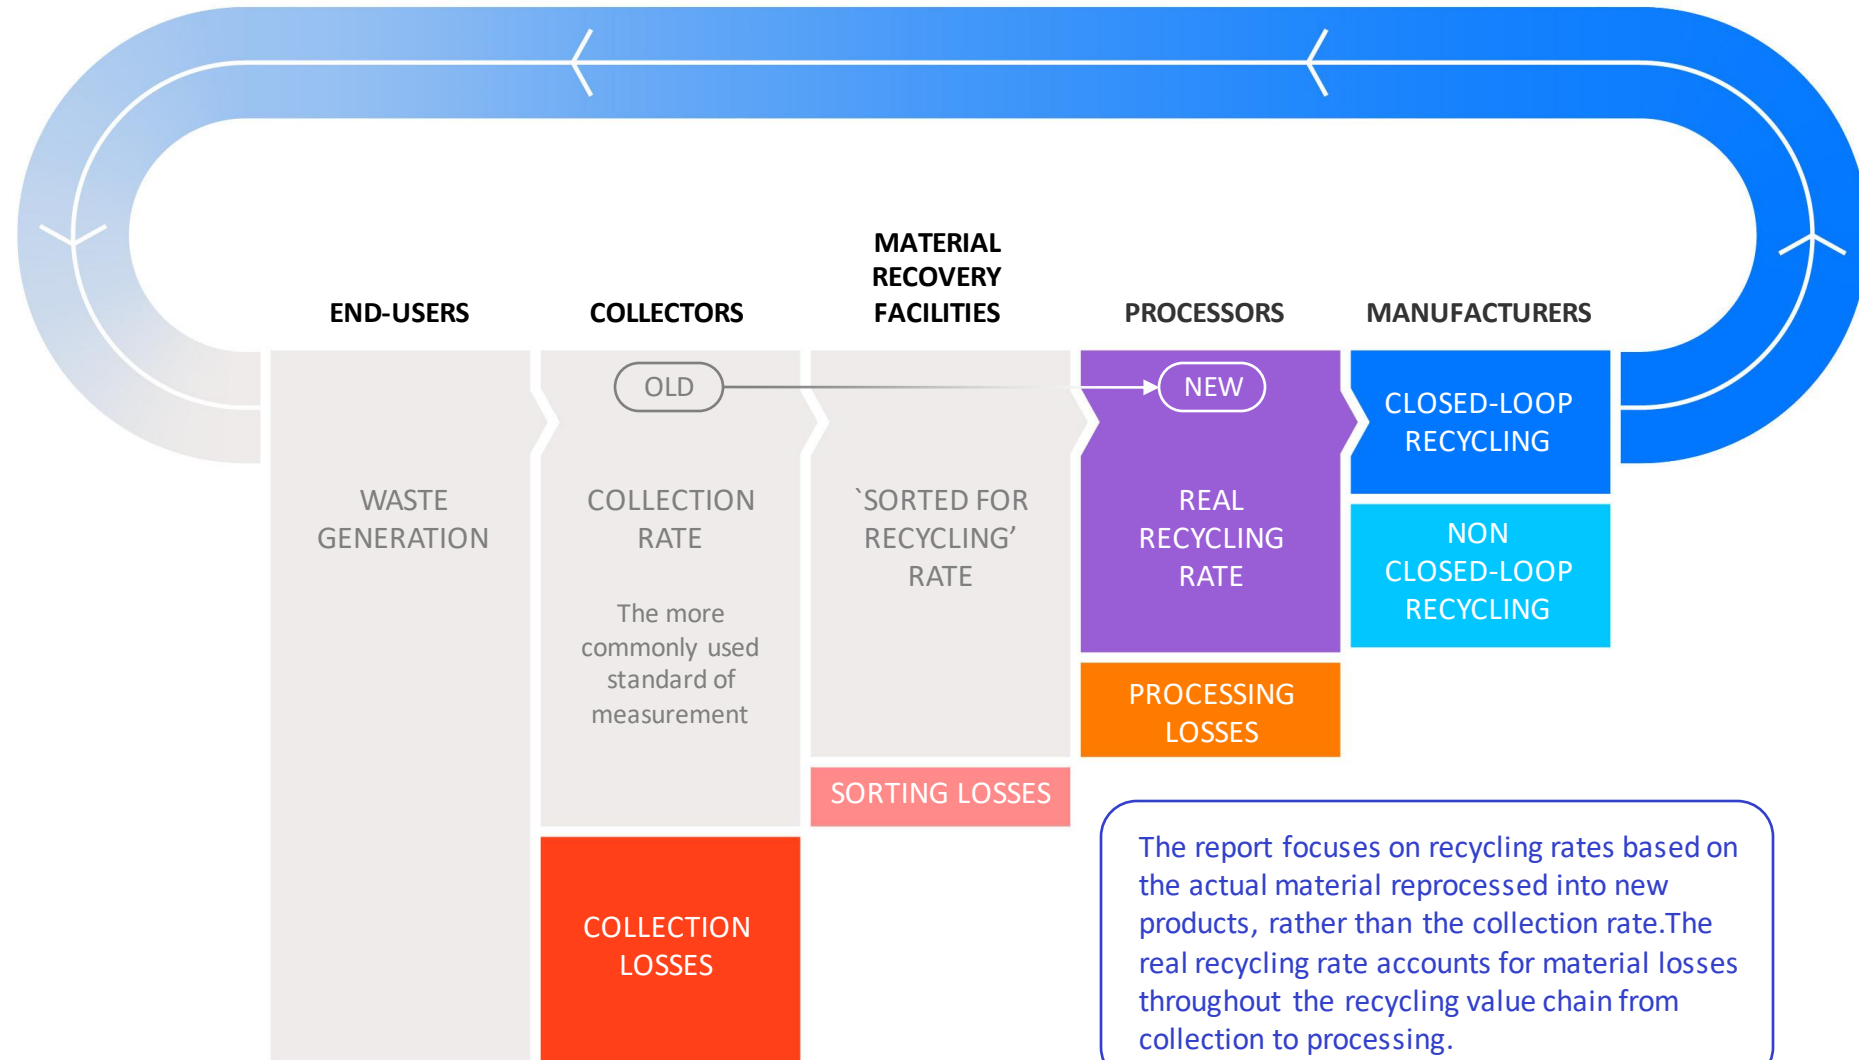 END-USERS
COLLECTORS
MATERIAL
RECOVERY
FACILITIES
PROCESSORS
MANUFACTURERS
WASTE
GENERATION
OLD
COLLECTION
RATE
The more
commonly used
standard of
measurement
COLLECTION
LOSSES
`SORTED FOR
RECYCLING’
RATE
SORTING LOSSES
NEW
REAL
RECYCLING
RATE
PROCESSING
LOSSES
CLOSED-LOOP
RECYCLING
NON
CLOSED-LOOP
RECYCLING
The report focuses on recycling rates based on
the actual material reprocessed into new
products, rather than the collection rate.The
real recycling rate accounts for material losses
throughout the recycling value chain from
collection to processing.